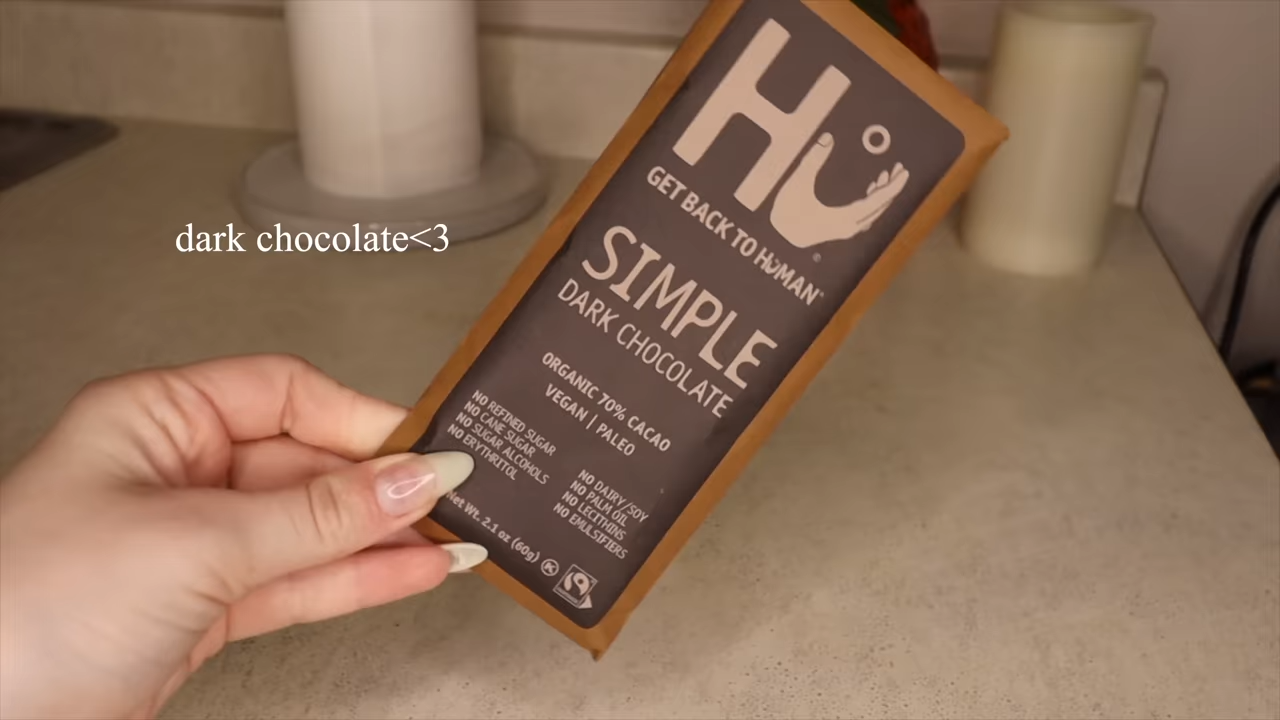 dark chocolate<3
HU
GET BACK TO HUMAN
SIMPLE
DARK CHOCOLATE
ORGANIC 70% CACAO
VEGAN | PALEO
NO REFINED SUGAR
NO CANE SUGAR
NO SUGAR ALCOHOLS
NO ERYTHRITOL
NO DAIRY/SOY
NO PALM OIL
NO LECITHINS
NO EMULSIFIERS
Net Wt. 2.1 oz (60g)
K